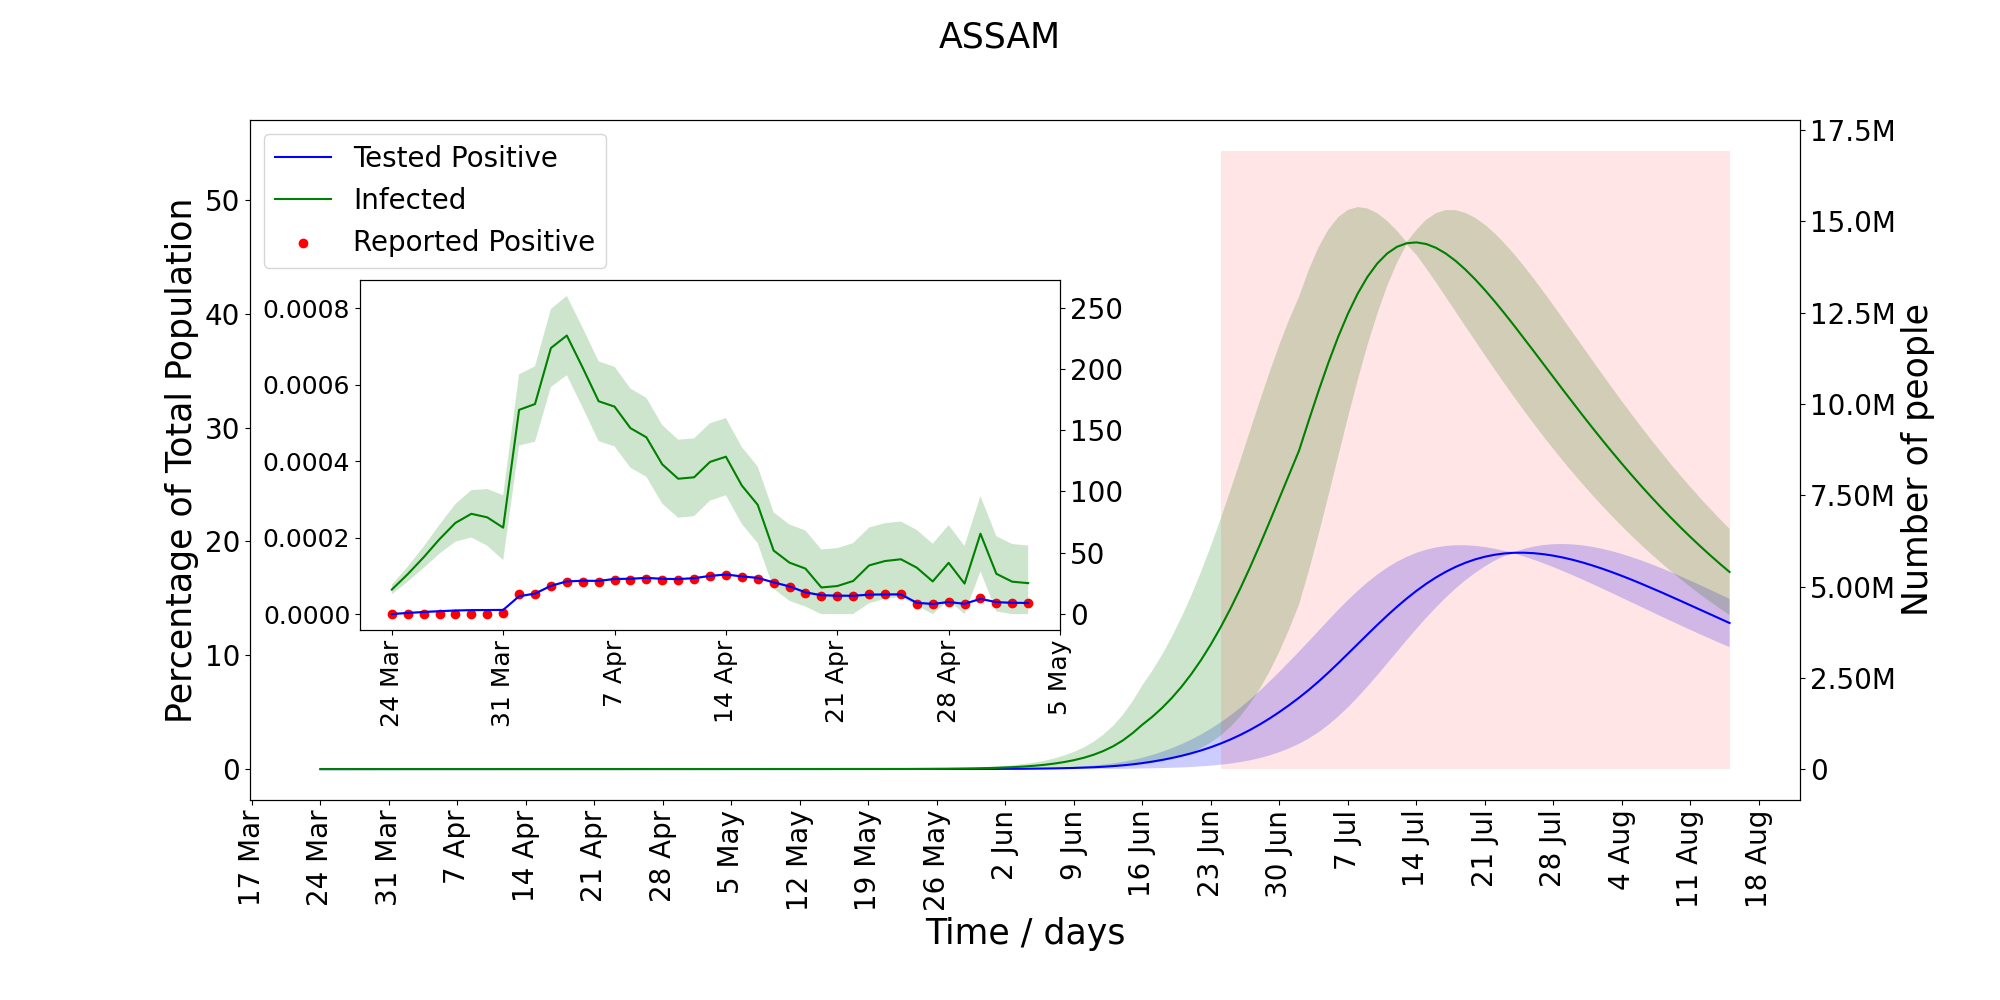 ASSAM
Tested Positive
Infected
Reported Positive
Percentage of Total Population
50
40
30
20
10
0
17.5M
15.0M
12.5M
10.0M
7.50M
5.00M
2.50M
0
Number of people
0.0008
0.0006
0.0004
0.0002
0.0000
250
200
150
100
50
0
24 Mar
31 Mar
7 Apr
14 Apr
21 Apr
28 Apr
5 May
17 Mar
24 Mar
31 Mar
7 Apr
14 Apr
21 Apr
28 Apr
5 May
12 May
19 May
26 May
2 Jun
9 Jun
16 Jun
23 Jun
30 Jun
7 Jul
14 Jul
21 Jul
28 Jul
4 Aug
11 Aug
18 Aug
Time / days